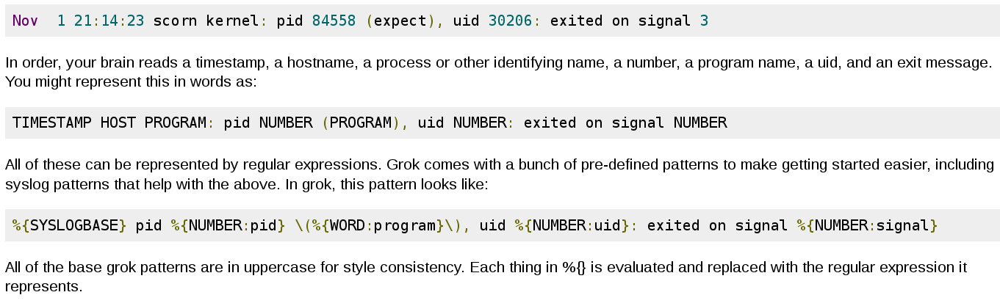 Nov  1 21:14:23 scorn kernel: pid 84558 (expect), uid 30206: exited on signal 3
In order, your brain reads a timestamp, a hostname, a process or other identifying name, a number, a program name, a uid, and an exit message.
You might represent this in words as:
TIMESTAMP HOST PROGRAM: pid NUMBER (PROGRAM), uid NUMBER: exited on signal NUMBER
All of these can be represented by regular expressions. Grok comes with a bunch of pre-defined patterns to make getting started easier, including
syslog patterns that help with the above. In grok, this pattern looks like:
%{SYSLOGBASE} pid %{NUMBER:pid} \(%{WORD:program}\), uid %{NUMBER:uid}: exited on signal %{NUMBER:signal}
All of the base grok patterns are in uppercase for style consistency. Each thing in %{} is evaluated and replaced with the regular expression it
represents.